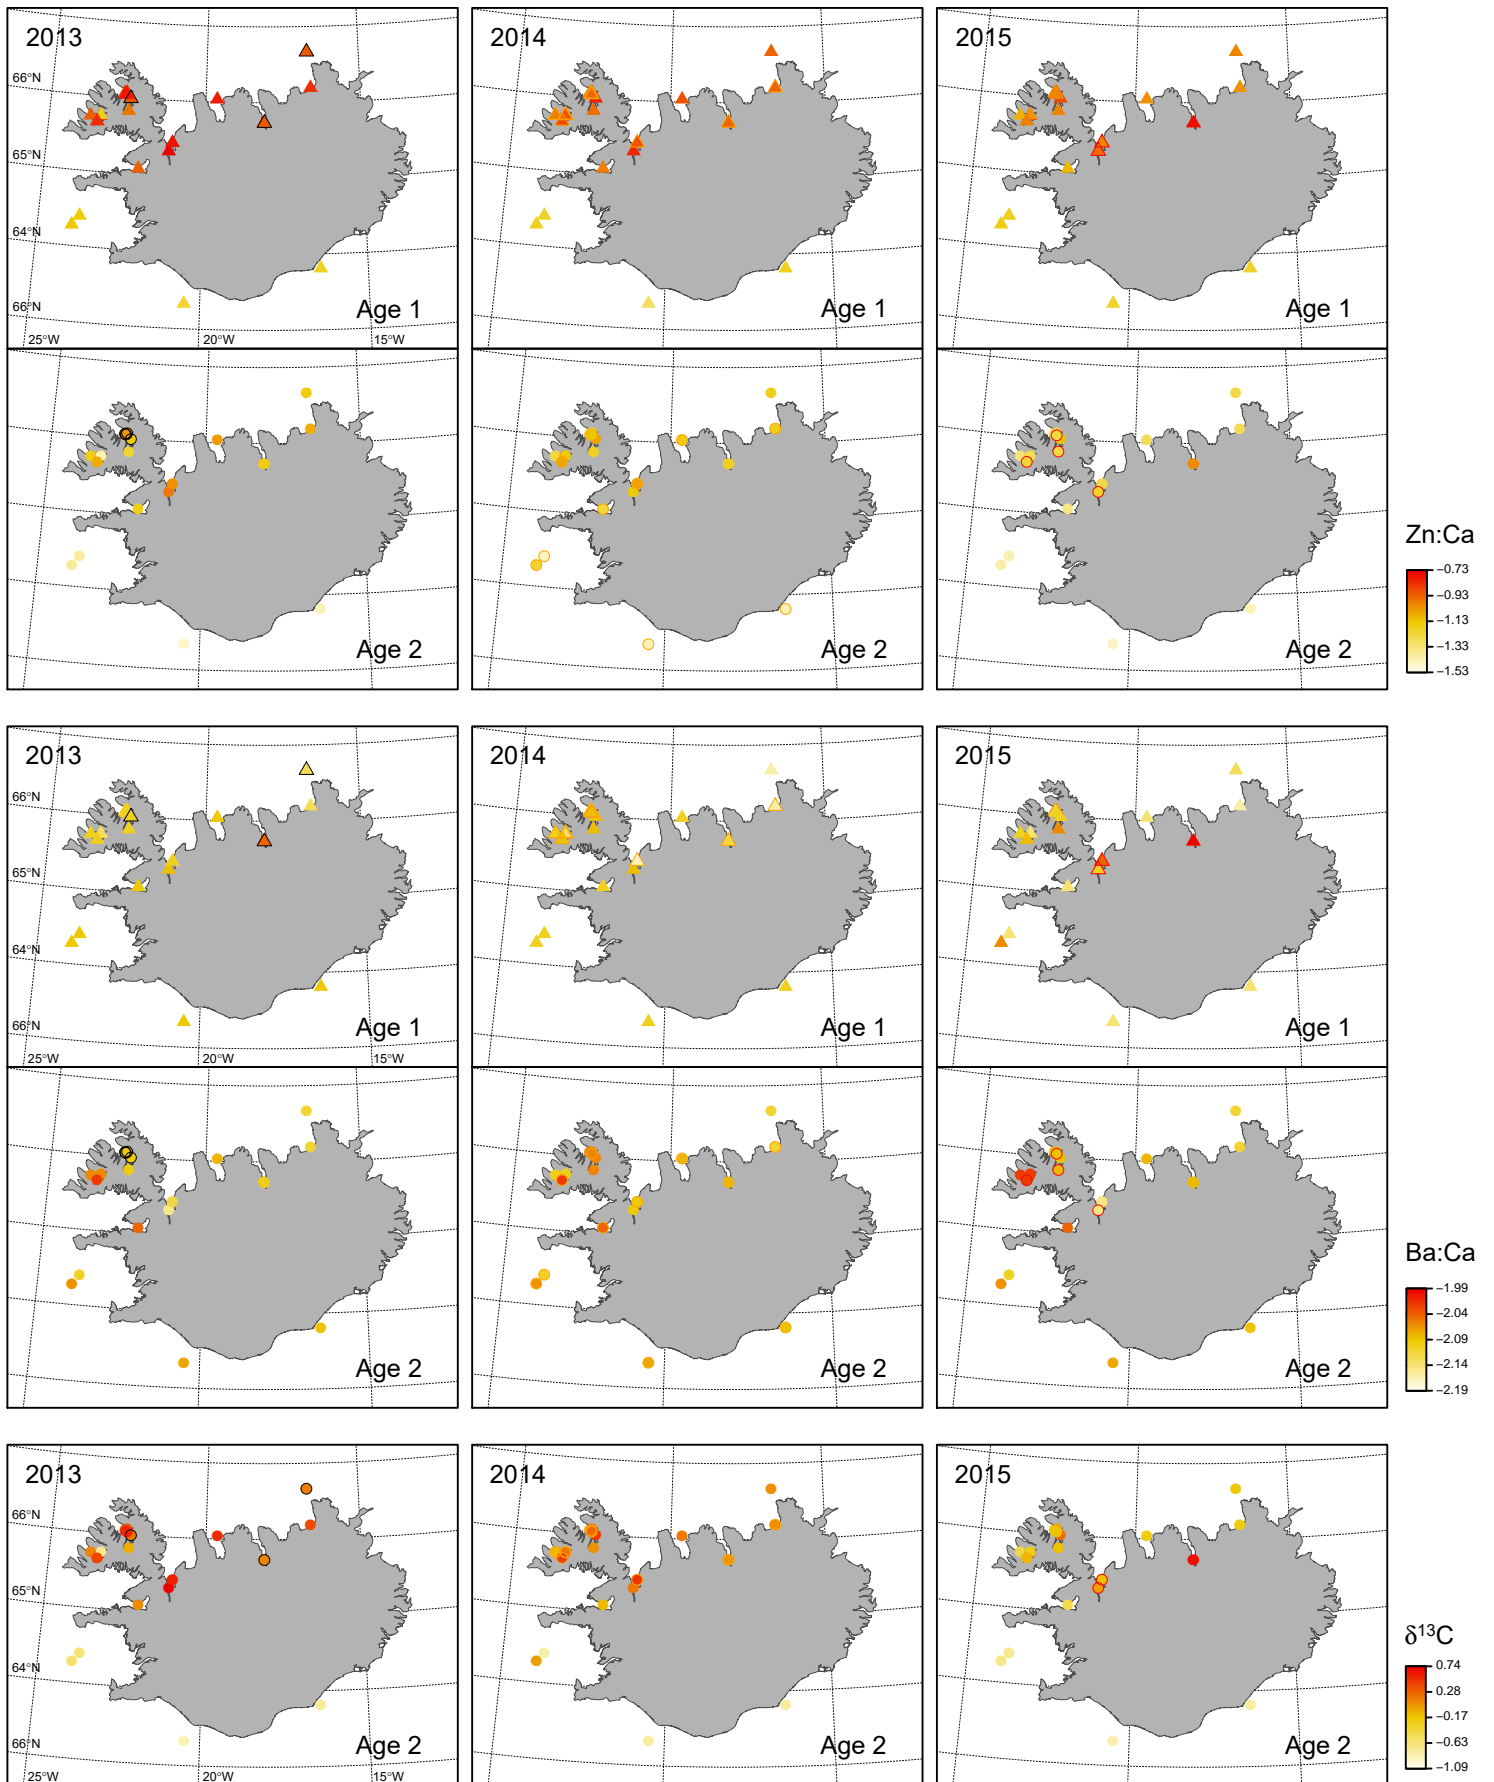 2013
2014
2015
66°N
65°N
64°N
66°N
25°W
20°W
15°W
Age 1
Age 1
Age 1
Age 2
Age 2
Age 2
Zn:Ca
−0.73
−0.93
−1.13
−1.33
−1.53
2013
2014
2015
66°N
65°N
64°N
66°N
25°W
20°W
15°W
Age 1
Age 1
Age 1
Age 2
Age 2
Age 2
Ba:Ca
−1.99
−2.04
−2.09
−2.14
−2.19
2013
2014
2015
66°N
65°N
64°N
66°N
25°W
20°W
15°W
Age 2
Age 2
Age 2
δ¹³C
0.74
0.28
−0.17
−0.63
−1.09